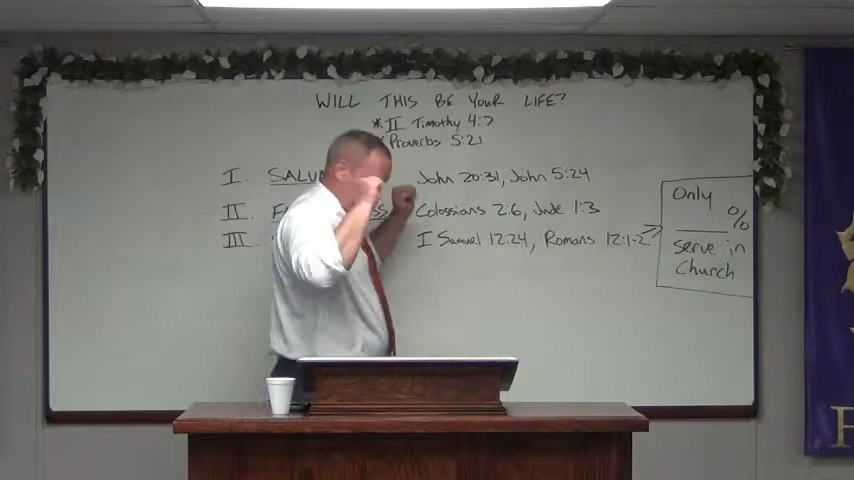 WILL THIS BE YOUR LIFE?
*II Timothy 4:7
* Proverbs 5:21
I. John 20:31, John 5:24
II. Colossians 2:6, Jude 1:3
III I Samuel 12:24, Romans 12:1-2
Only
%
serve in
Church